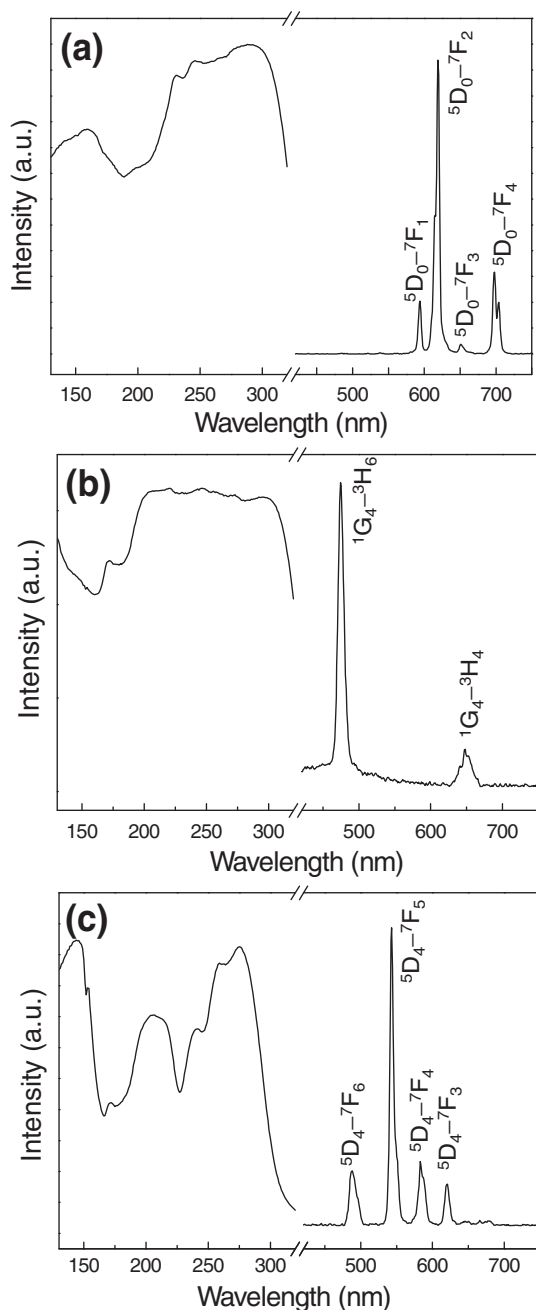 (a)
Intensity (a.u.)
⁵D₀–⁷F₁
⁵D₀–⁷F₂
⁵D₀–⁷F₃
⁵D₀–⁷F₄
150 200 250 300 500 600 700
Wavelength (nm)
(b)
Intensity (a.u.)
¹G₄–³H₆
¹G₄–³H₄
150 200 250 300 500 600 700
Wavelength (nm)
(c)
Intensity (a.u.)
⁵D₄–⁷F₆
⁵D₄–⁷F₅
⁵D₄–⁷F₄
⁵D₄–⁷F₃
150 200 250 300 500 600 700
Wavelength (nm)